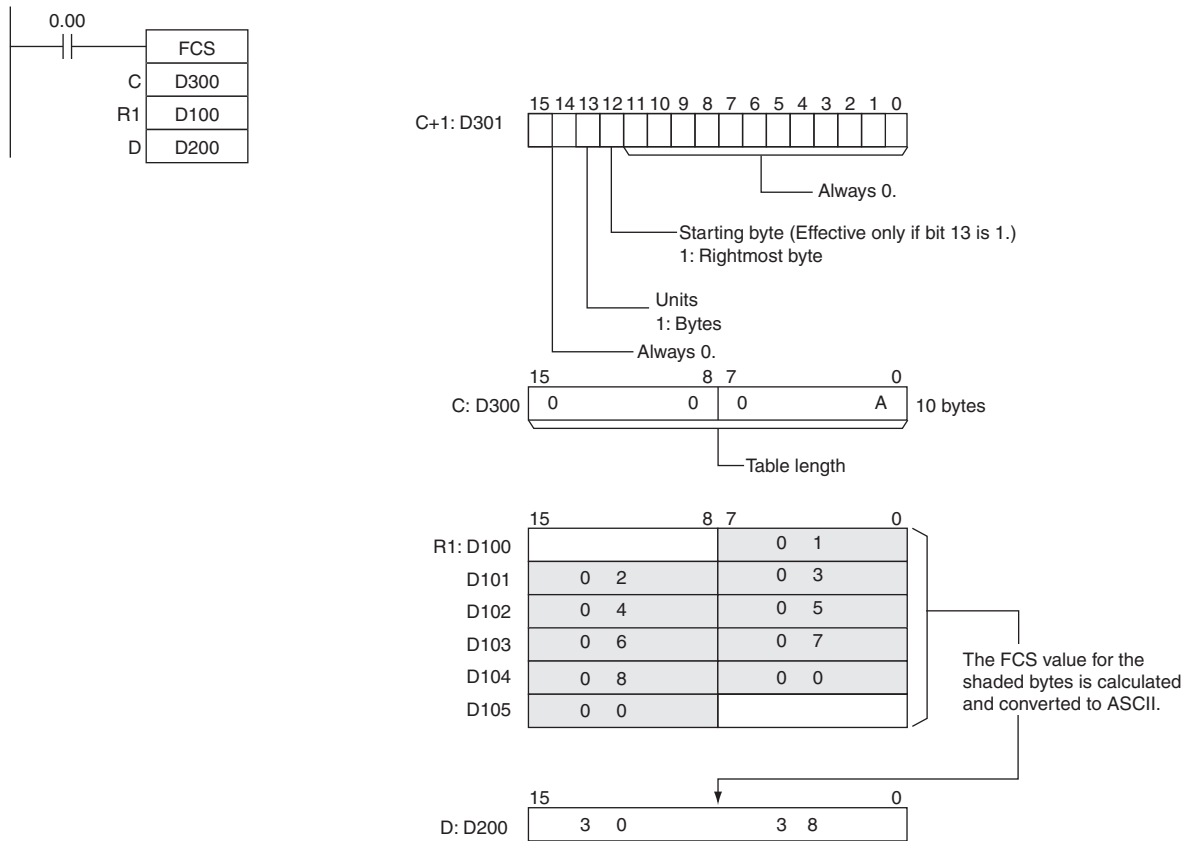 0.00
FCS
C D300
R1 D100
D D200
15 14 13 12 11 10 9 8 7 6 5 4 3 2 1 0
C+1: D301
Always 0.
Starting byte (Effective only if bit 13 is 1.)
1: Rightmost byte
Units
1: Bytes
Always 0.
15 8 7 0
C: D300 0 0 0 A 10 bytes
Table length
15 8 7 0
R1: D100 0 1
D101 0 2 0 3
D102 0 4 0 5
D103 0 6 0 7
D104 0 8 0 0
D105 0 0
The FCS value for the
shaded bytes is calculated
and converted to ASCII.
15 0
D: D200 3 0 3 8